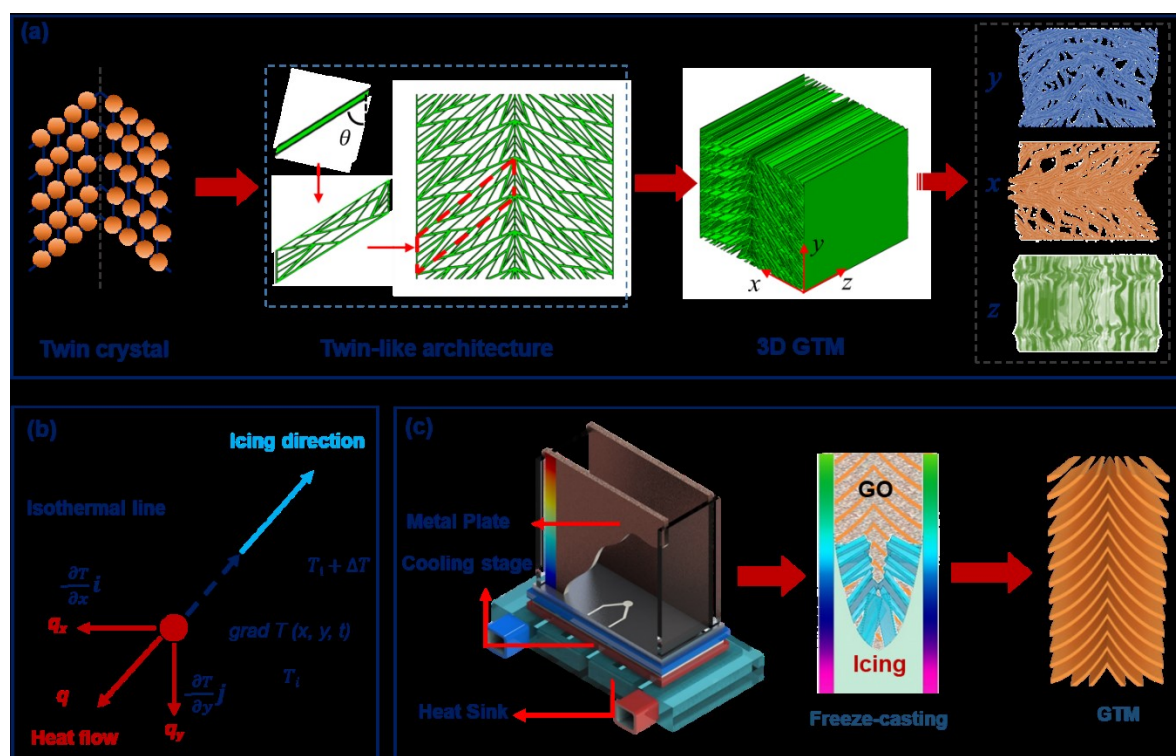 (a)
θ
y
x
z
y
x
z
Twin crystal
Twin-like architecture
3D GTM
(b)
Icing direction
Isothermal line
∂T/∂x i
T_i + ΔT
q_x
grad T (x, y, t)
q
∂T/∂y j
T_i
Heat flow
q_y
(c)
Metal Plate
Cooling stage
Heat Sink
GO
Icing
Freeze-casting
GTM